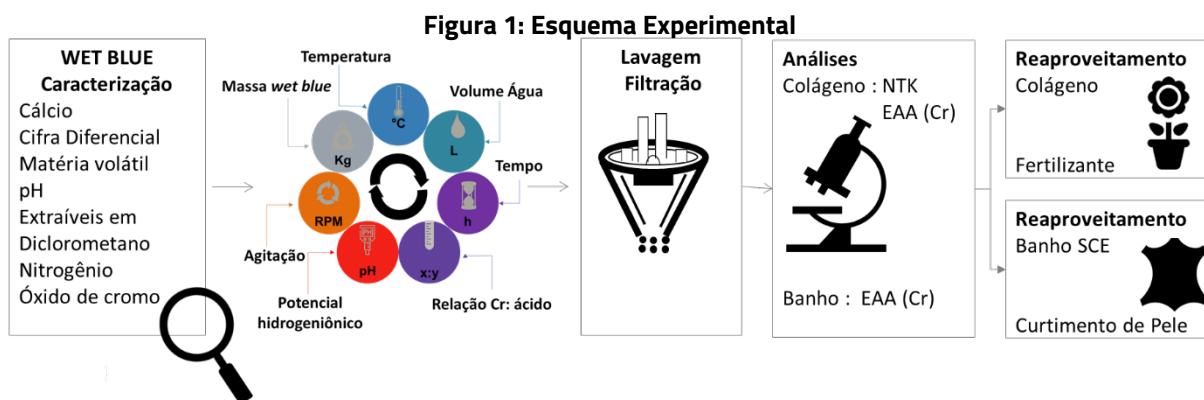 Figura 1: Esquema Experimental
WET BLUE
Caracterização
Cálcio
Cifra Diferencial
Matéria volátil
pH
Extraíveis em
Diclorometano
Nitrogênio
Óxido de cromo
Temperatura
Massa wet blue
Volume Água
°C
Kg
L
Tempo
RPM
h
pH
x:y
Agitação
Potencial
hidrogeniônico
Relação Cr: ácido
Lavagem
Filtração
Análises
Colágeno : NTK
EAA (Cr)
Banho : EAA (Cr)
Reaproveitamento
Colágeno
Fertilizante
Reaproveitamento
Banho SCE
Curtimento de Pele